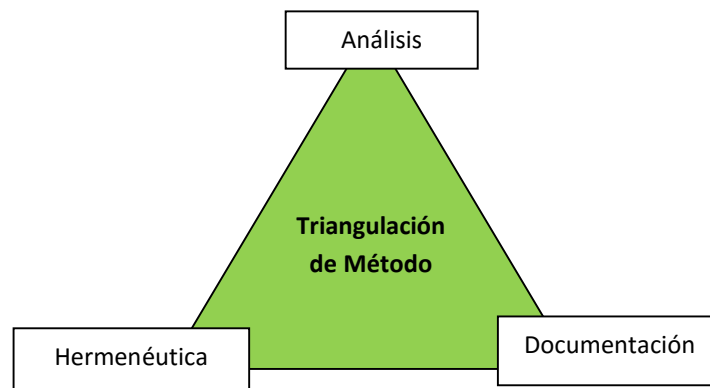 Análisis
Triangulación
de Método
Hermenéutica
Documentación